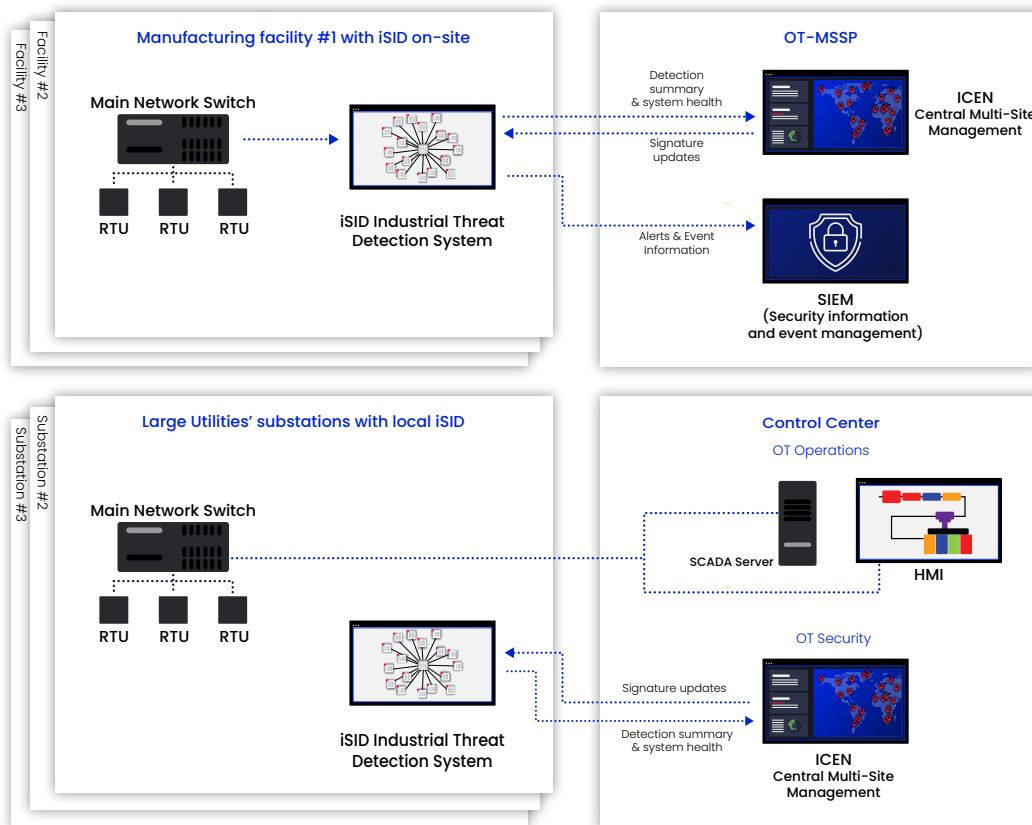 Manufacturing facility #1 with iSID on-site
Facility #2
Facility #3
Main Network Switch
RTU
RTU
RTU
iSID Industrial Threat
Detection System
OT-MSSP
Detection
summary
& system health
Signature
updates
ICEN
Central Multi-Site
Management
Alerts & Event
Information
SIEM
(Security information
and event management)
Large Utilities’ substations with local iSID
Substation #2
Substation #3
Main Network Switch
RTU
RTU
RTU
iSID Industrial Threat
Detection System
Control Center
OT Operations
SCADA Server
HMI
OT Security
Signature updates
Detection summary
& system health
ICEN
Central Multi-Site
Management